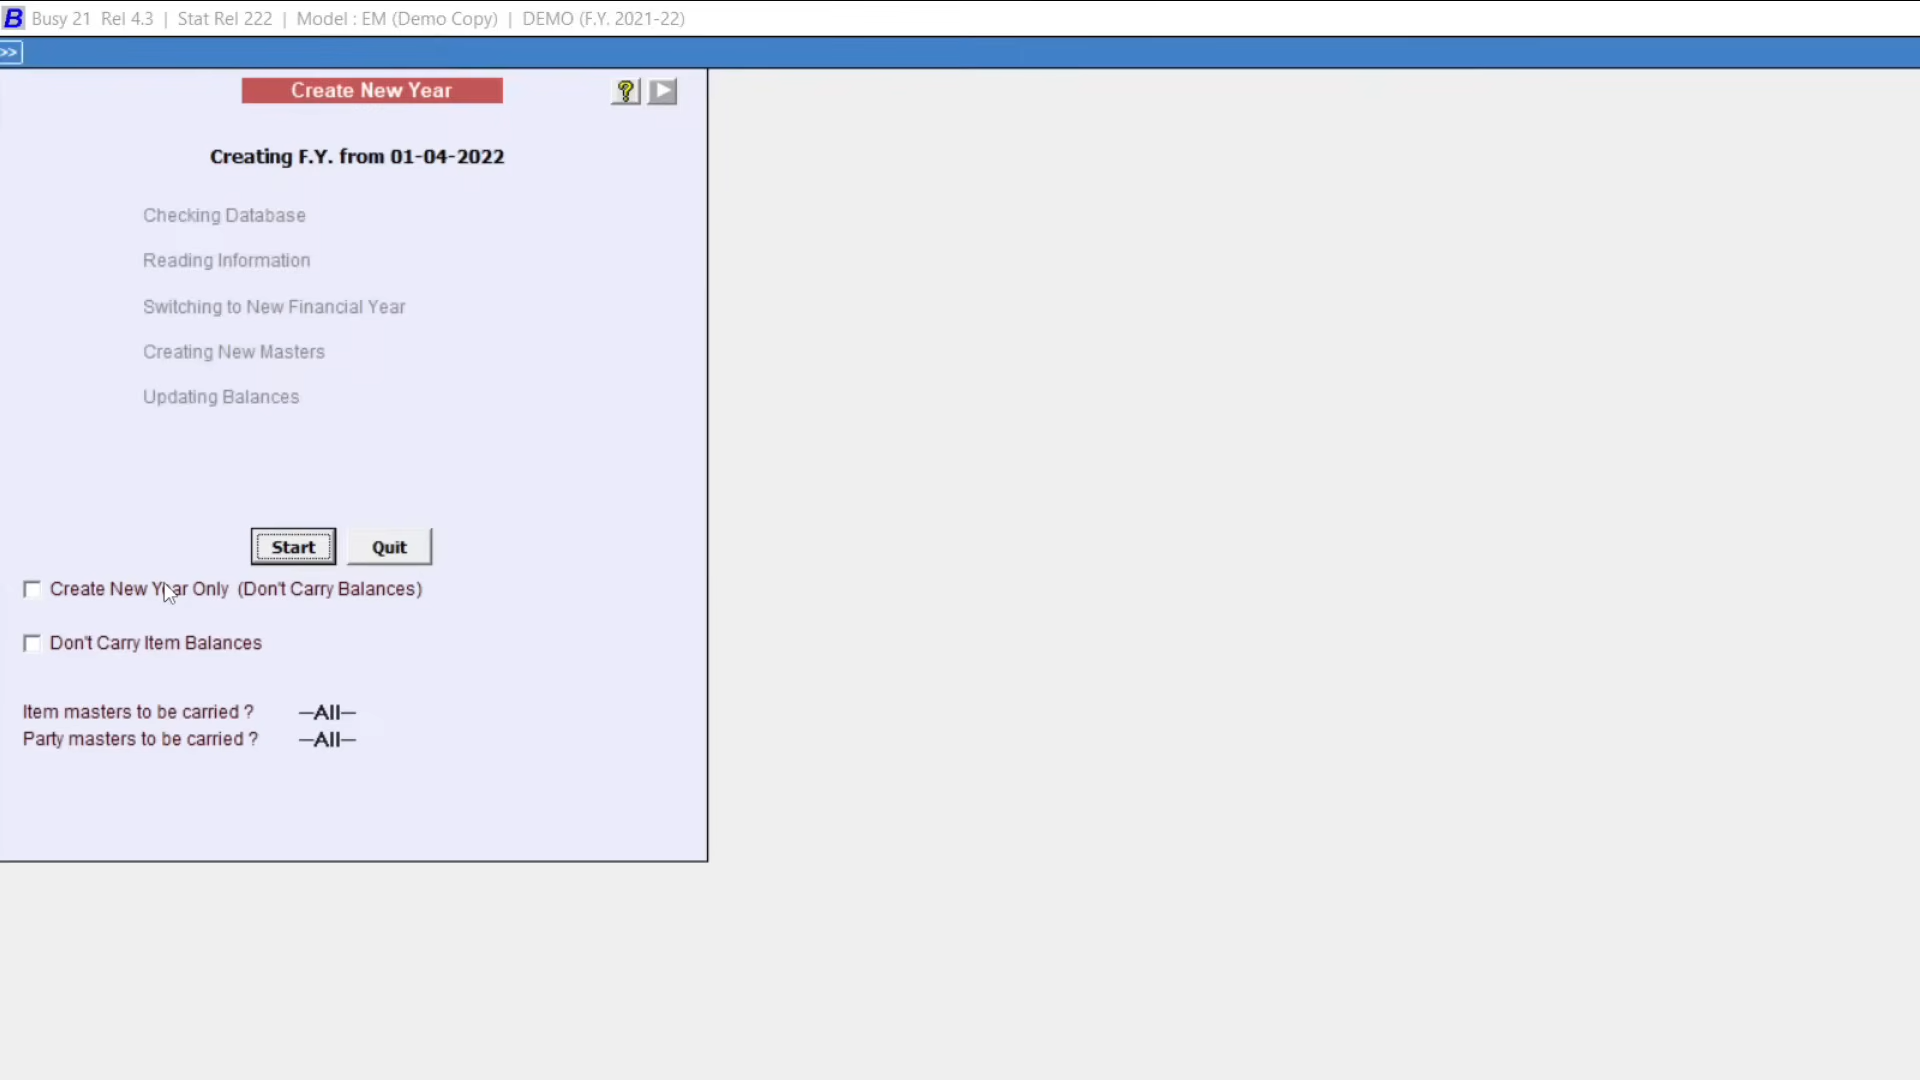 B Busy 21 Rel 4.3 | Stat Rel 222 | Model : EM (Demo Copy) | DEMO (F.Y. 2021-22)
>>
Create New Year ?
Creating F.Y. from 01-04-2022
Checking Database
Reading Information
Switching to New Financial Year
Creating New Masters
Updating Balances
Start Quit
Create New Year Only (Don't Carry Balances)
Don't Carry Item Balances
Item masters to be carried ? —All—
Party masters to be carried ? —All—